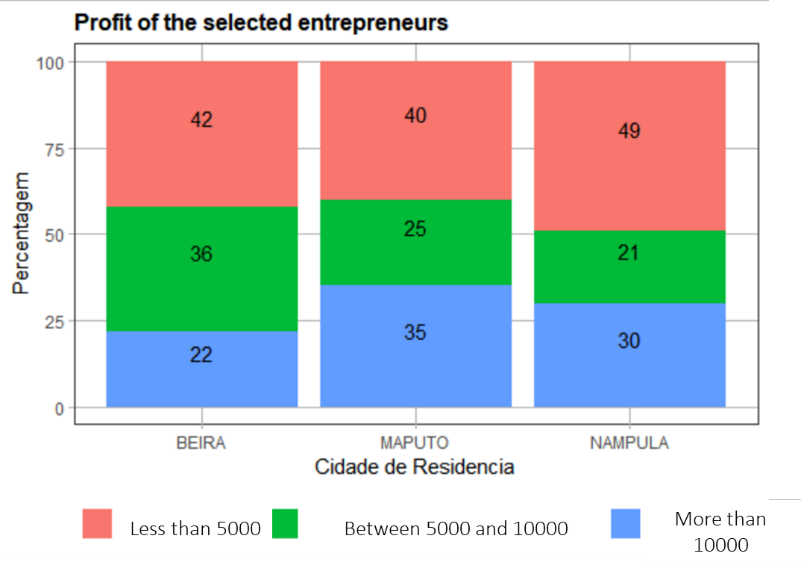 Profit of the selected entrepreneurs
Percentagem
100
75
50
25
0
42
40
49
36
25
21
22
35
30
BEIRA
MAPUTO
NAMPULA
Cidade de Residencia
Less than 5000
Between 5000 and 10000
More than
10000